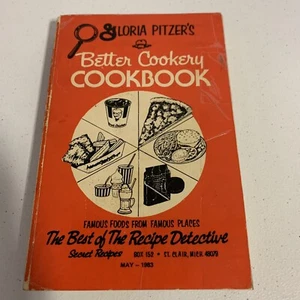 GLORIA PITZER'S
Better Cookery
COOKBOOK
FAMOUS FOODS FROM FAMOUS PLACES
The Best of The Recipe Detective
Secret Recipes BOX 152 • ST. CLAIR, MICH 48079
MAY - 1983